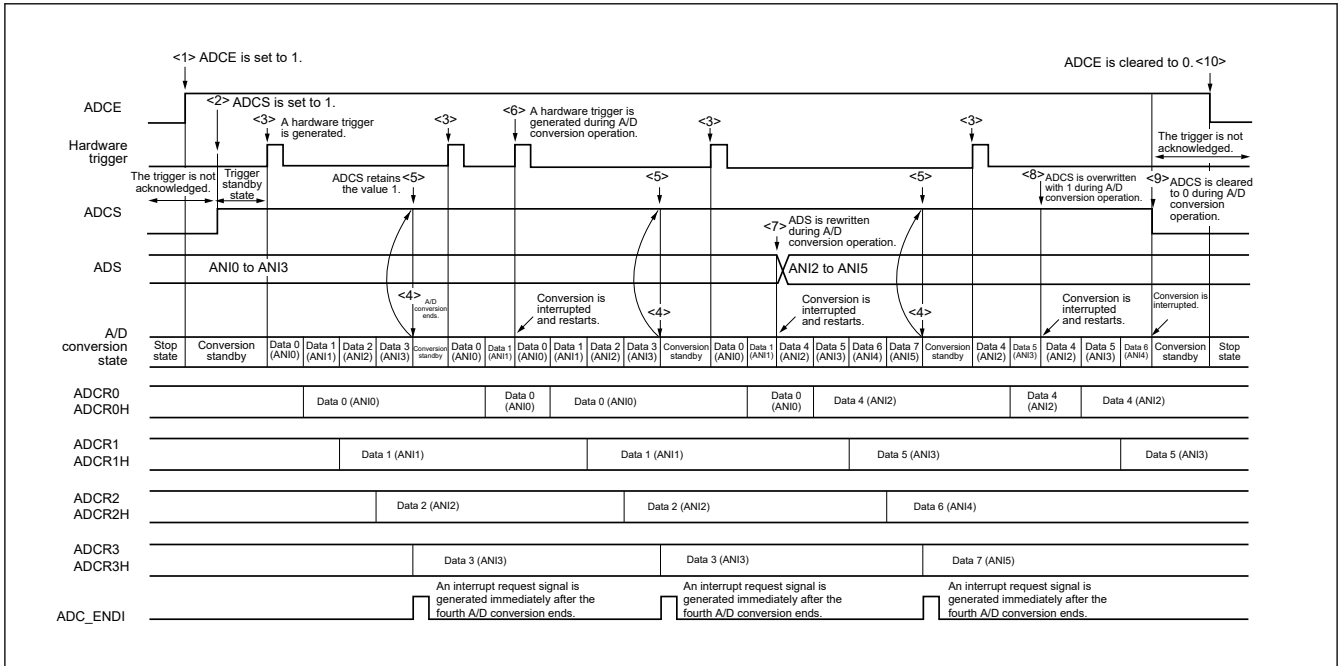 <1> ADCE is set to 1.
ADCE is cleared to 0. <10>
ADCE
<2> ADCS is set to 1.
<3> A hardware trigger
is generated.
<3>
<6> A hardware trigger is
generated during A/D
conversion operation.
<3>
<3>
The trigger is not
acknowledged.
Hardware
trigger
The trigger is not
acknowledged.
Trigger
standby
state
ADCS retains
the value 1.
<5>
<5>
<5>
<8> ADCS is overwritten
with 1 during A/D
conversion operation.
<9> ADCS is cleared
to 0 during A/D
conversion
operation.
ADCS
<7> ADS is rewritten
during A/D
conversion operation.
ADS
ANI0 to ANI3
ANI2 to ANI5
<4> A/D
conversion
ends.
Conversion is
interrupted
and restarts.
<4>
Conversion is
interrupted
and restarts.
<4>
Conversion is
interrupted
and restarts.
Conversion is
interrupted.
A/D
conversion
state
Stop
state
Conversion
standby
Data 0
(ANI0)
Data 1
(ANI1)
Data 2
(ANI2)
Data 3
(ANI3)
Conversion
standby
Data 0
(ANI0)
Data 1
(ANI1)
Data 0
(ANI0)
Data 1
(ANI1)
Data 2
(ANI2)
Data 3
(ANI3)
Conversion
standby
Data 0
(ANI0)
Data 1
(ANI1)
Data 4
(ANI2)
Data 5
(ANI3)
Data 6
(ANI4)
Data 7
(ANI5)
Conversion
standby
Data 4
(ANI2)
Data 5
(ANI3)
Data 4
(ANI2)
Data 5
(ANI3)
Data 6
(ANI4)
Conversion
standby
Stop
state
ADCR0
ADCR0H
Data 0 (ANI0)
Data 0
(ANI0)
Data 0 (ANI0)
Data 0
(ANI0)
Data 4 (ANI2)
Data 4
(ANI2)
Data 4 (ANI2)
ADCR1
ADCR1H
Data 1 (ANI1)
Data 1 (ANI1)
Data 5 (ANI3)
Data 5 (ANI3)
ADCR2
ADCR2H
Data 2 (ANI2)
Data 2 (ANI2)
Data 6 (ANI4)
ADCR3
ADCR3H
Data 3 (ANI3)
Data 3 (ANI3)
Data 7 (ANI5)
ADC_ENDI
An interrupt request signal is
generated immediately after the
fourth A/D conversion ends.
An interrupt request signal is
generated immediately after the
fourth A/D conversion ends.
An interrupt request signal is
generated immediately after the
fourth A/D conversion ends.